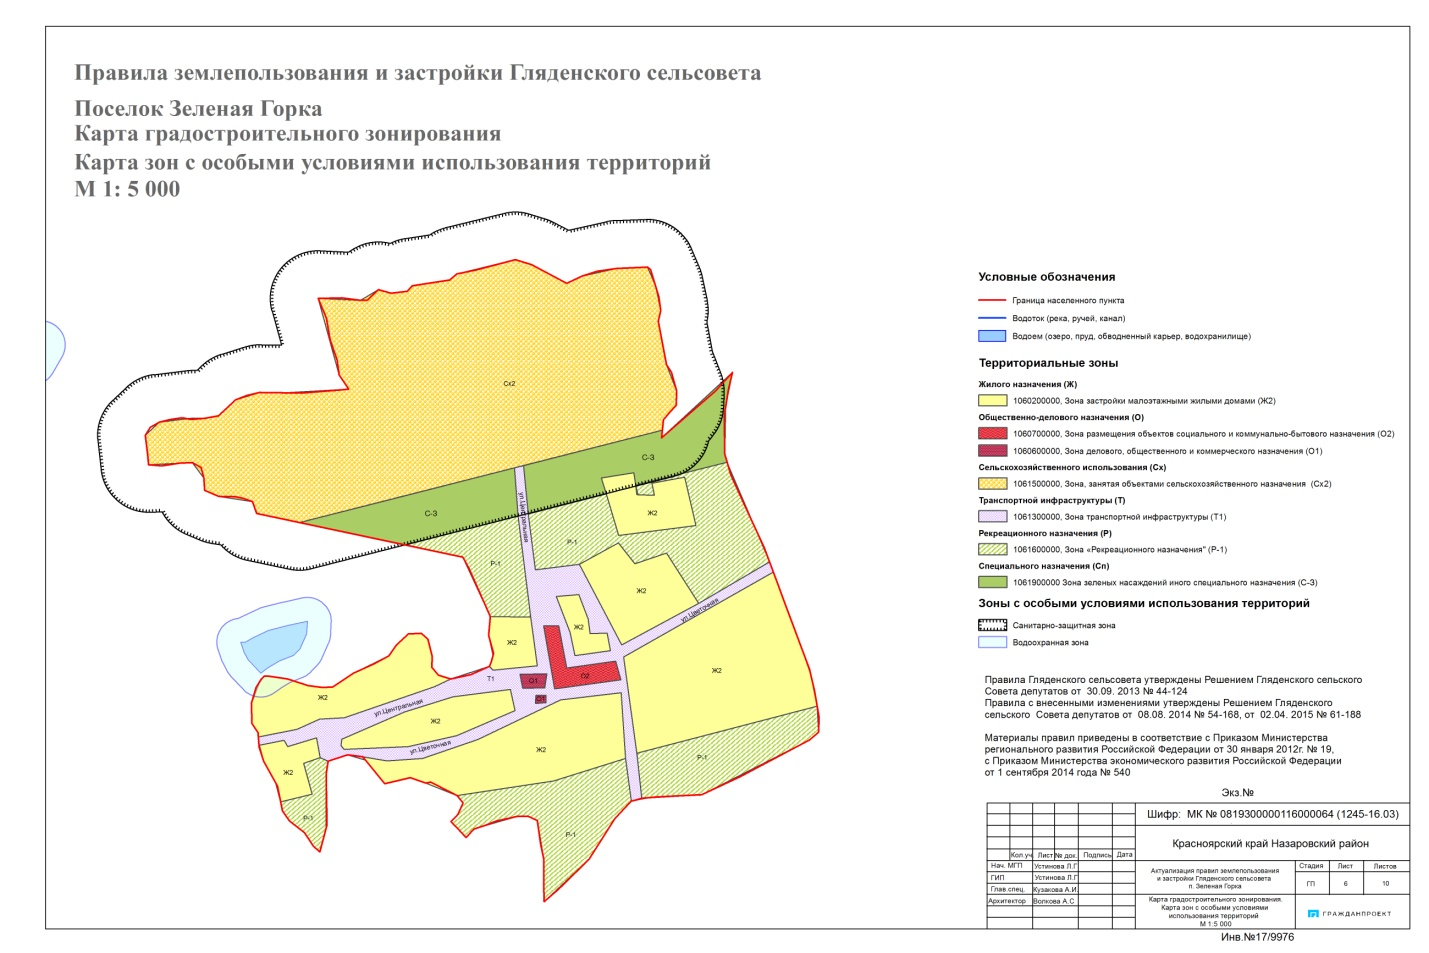 Правила землепользования и застройки Гляденского сельсовета
Поселок Зеленая Горка
Карта градостроительного зонирования
Карта зон с особыми условиями использования территорий
М 1: 5 000
Сх2
С-3
С-3
ул.Центральная
Ж2
Р-1
Р-1
Ж2
ул.Цветочная
Ж2
Ж2
Ж2
Т1
О1
О2
О1
Ж2
ул.Центральная
Ж2
ул.Цветочная
Ж2
Р-1
Ж2
Р-1
Р-1
Условные обозначения
Граница населенного пункта
Водоток (река, ручей, канал)
Водоем (озеро, пруд, обводненный карьер, водохранилище)
Территориальные зоны
Жилого назначения (Ж)
1060200000, Зона застройки малоэтажными жилыми домами (Ж2)
Общественно-делового назначения (О)
1060700000, Зона размещения объектов социального и коммунально-бытового назначения (О2)
1060600000, Зона делового, общественного и коммерческого назначения (О1)
Сельскохозяйственного использования (Сх)
1061500000, Зона, занятая объектами сельскохозяйственного назначения (Сх2)
Транспортной инфраструктуры (Т)
1061300000, Зона транспортной инфраструктуры (Т1)
Рекреационного назначения (Р)
1061600000, Зона «Рекреационного назначения" (Р-1)
Специального назначения (Сп)
1061900000 Зона зеленых насаждений иного специального назначения (С-3)
Зоны с особыми условиями использования территорий
Санитарно-защитная зона
Водоохранная зона
Правила Гляденского сельсовета утверждены Решением Гляденского сельского
Совета депутатов от 30.09. 2013 № 44-124
Правила с внесенными изменениями утверждены Решением Гляденского
сельского Совета депутатов от 08.08. 2014 № 54-168, от 02.04. 2015 № 61-188
Материалы правил приведены в соответствие с Приказом Министерства
регионального развития Российской Федерации от 30 января 2012г. № 19,
с Приказом Министерства экономического развития Российской Федерации
от 1 сентября 2014 года № 540
Экз.№
Шифр: МК № 0819300000116000064 (1245-16.03)
Красноярский край Назаровский район
Кол.уч Лист № док. Подпись Дата
Нач. МГП Устинова Л.Г
ГИП Устинова Л.Г
Глав.спец. Кузакова А.И.
Архитектор Волкова А.С
Актуализация правил землепользования
и застройки Гляденского сельсовета
п. Зеленая Горка
Стадия Лист Листов
ГП 6 10
Карта градостроительного зонирования.
Карта зон с особыми условиями
использования территорий
М 1:5 000
ГРАЖДАНПРОЕКТ
Инв.№17/9976